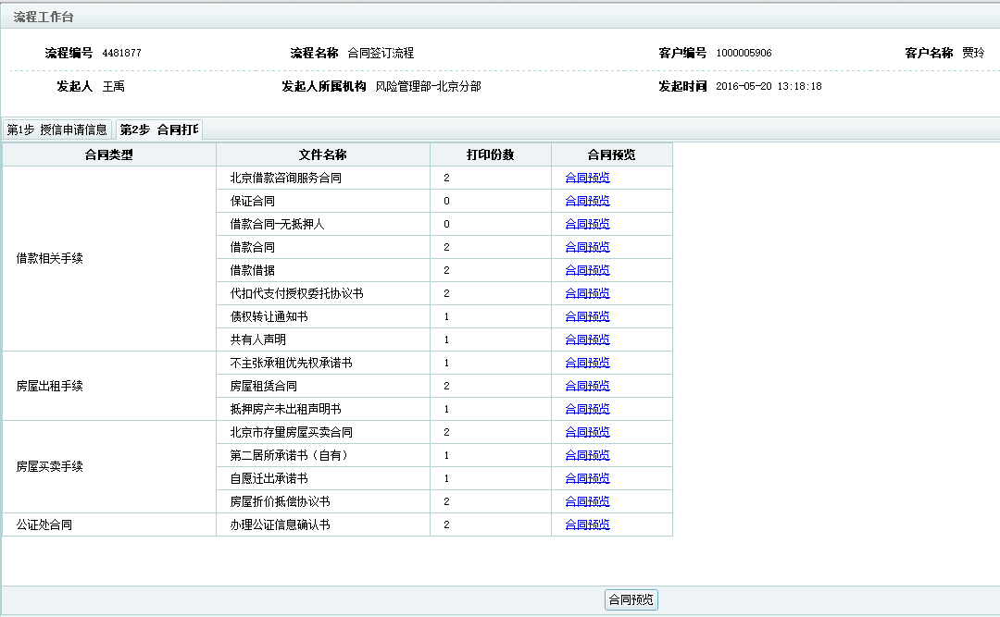 流程工作台
流程编号 4481877 流程名称 合同签订流程 客户编号 1000005906 客户名称 贾玲
发起人 王禹 发起人所属机构 风险管理部-北京分部 发起时间 2016-05-20 13:18:18
第1步 授信申请信息 第2步 合同打印
合同类型 文件名称 打印份数 合同预览
北京借款咨询服务合同 2 合同预览
保证合同 0 合同预览
借款合同-无抵押人 0 合同预览
借款合同 2 合同预览
借款相关手续
借款借据 2 合同预览
代扣代支付授权委托协议书 2 合同预览
债权转让通知书 1 合同预览
共有人声明 1 合同预览
不主张承租优先权承诺书 1 合同预览
房屋出租手续 房屋租赁合同 2 合同预览
抵押房产未出租声明书 1 合同预览
北京市存量房屋买卖合同 2 合同预览
第二居所承诺书（自有） 1 合同预览
房屋买卖手续
自愿迁出承诺书 1 合同预览
房屋折价抵偿协议书 2 合同预览
公证处合同 办理公证信息确认书 2 合同预览
合同预览